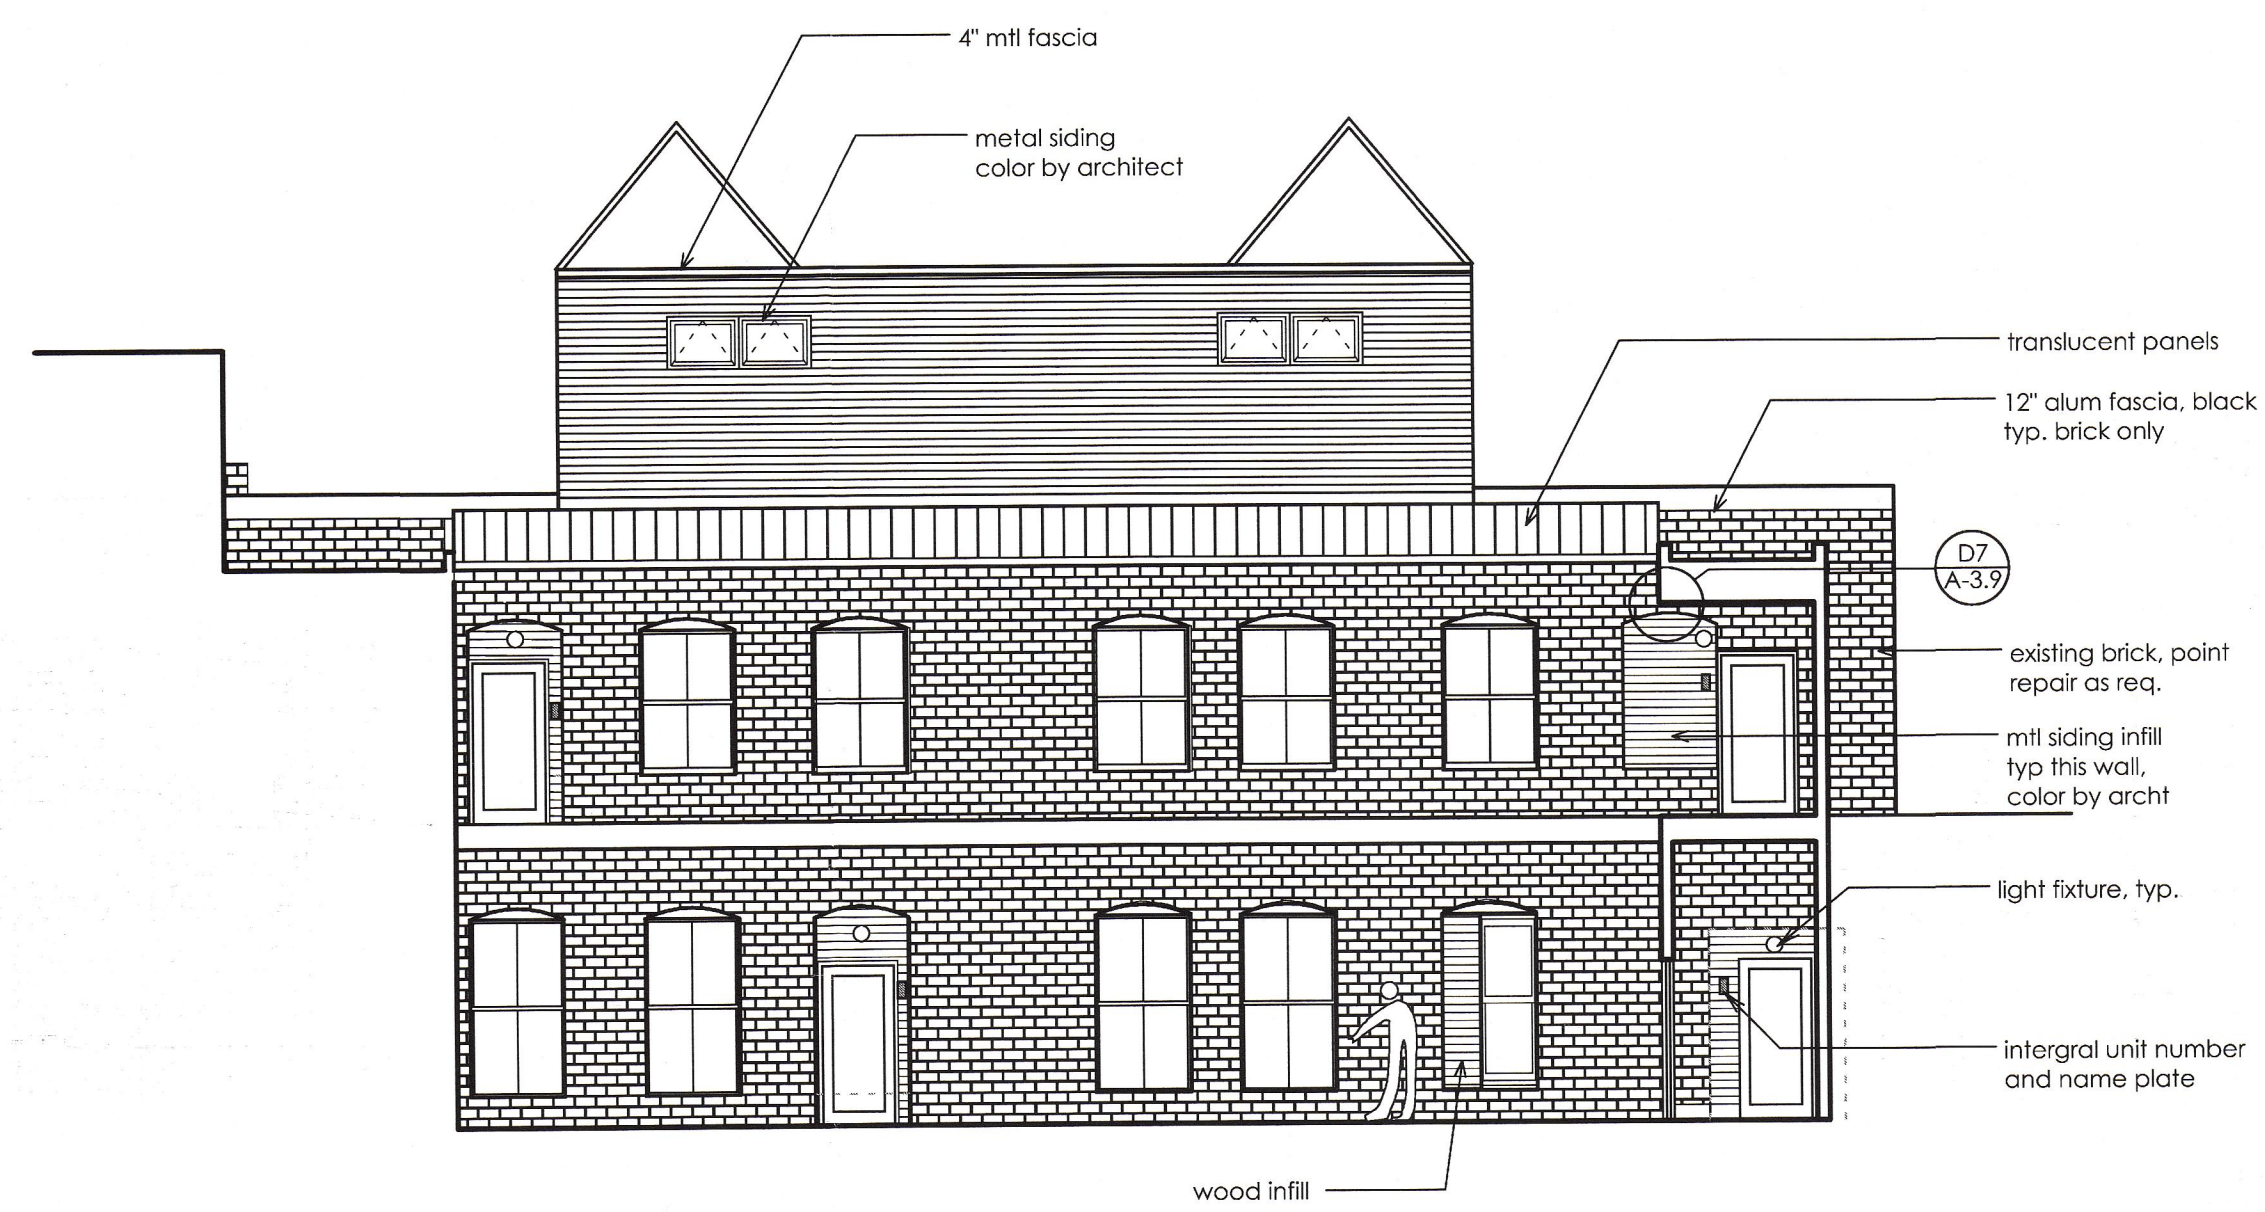 4" mtl fascia
metal siding
color by architect
translucent panels
12" alum fascia, black
typ. brick only
D7
A-3.9
existing brick, point
repair as req.
mtl siding infill
typ this wall,
color by archt
light fixture, typ.
intergral unit number
and name plate
wood infill